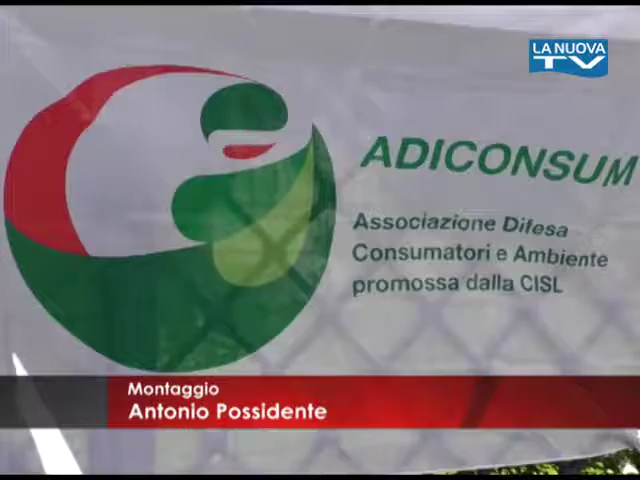 LA NUOVA
TV
ADICONSUM
Associazione Difesa
Consumatori e Ambiente
promossa dalla CISL
Montaggio
Antonio Possidente